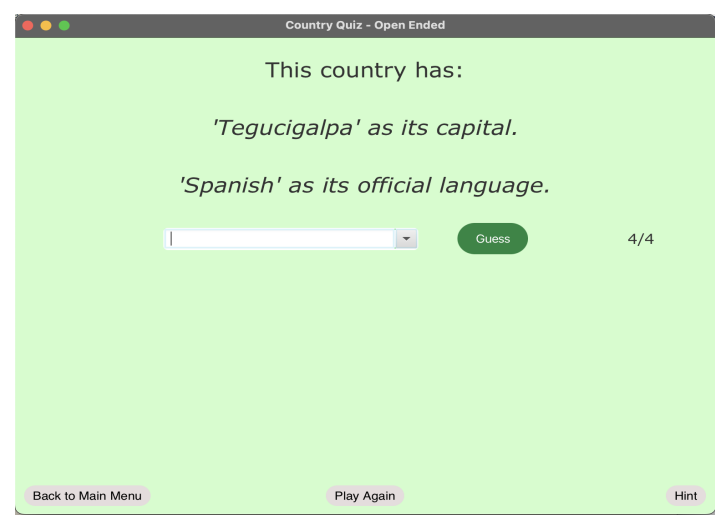 Country Quiz - Open Ended
This country has:
'Tegucigalpa' as its capital.
'Spanish' as its official language.
Guess
4/4
Back to Main Menu
Play Again
Hint